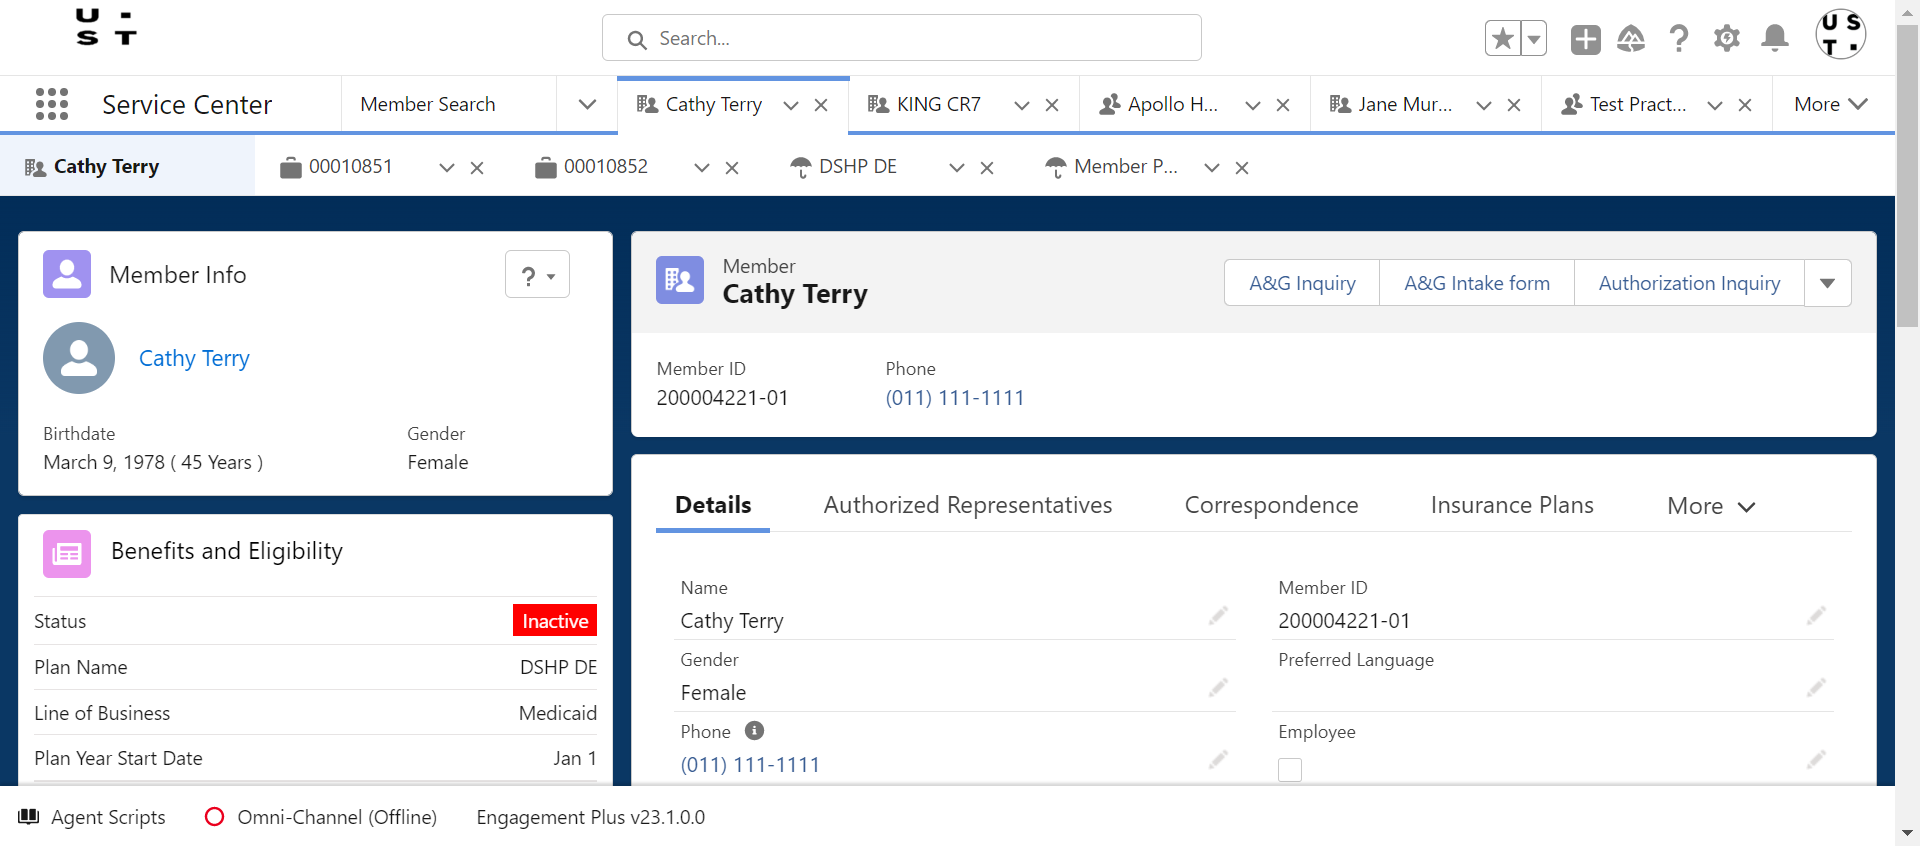 U ·
S T
Search...
U S
T ·
Service Center
Member Search
Cathy Terry
KING CR7
Apollo H...
Jane Mur...
Test Pract...
More
Cathy Terry
00010851
00010852
DSHP DE
Member P...
Member Info
?
Cathy Terry
Birthdate
Gender
March 9, 1978 ( 45 Years )
Female
Benefits and Eligibility
Status
Inactive
Plan Name
DSHP DE
Line of Business
Medicaid
Plan Year Start Date
Jan 1
Member
Cathy Terry
A&G Inquiry
A&G Intake form
Authorization Inquiry
Member ID
Phone
200004221-01
(011) 111-1111
Details
Authorized Representatives
Correspondence
Insurance Plans
More
Name
Member ID
Cathy Terry
200004221-01
Gender
Preferred Language
Female
Phone
Employee
(011) 111-1111
Agent Scripts
Omni-Channel (Offline)
Engagement Plus v23.1.0.0